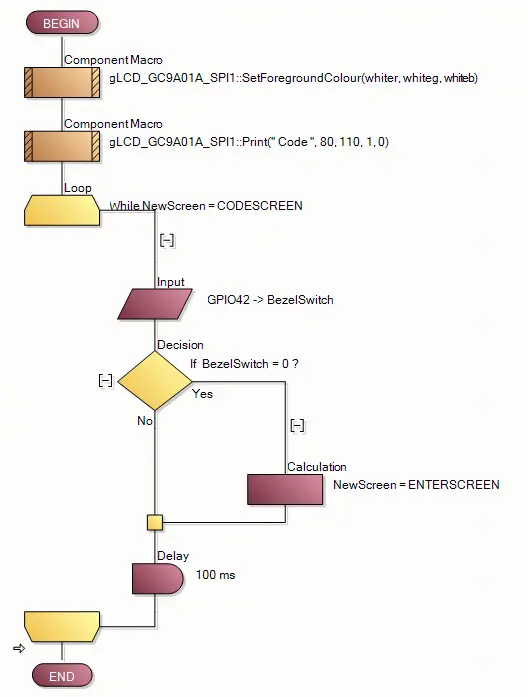 BEGIN
Component Macro
gLCD_GC9A01A_SPI1::SetForegroundColour(whiter, whiteg, whiteb)
Component Macro
gLCD_GC9A01A_SPI1::Print(" Code ", 80, 110, 1, 0)
Loop
While NewScreen = CODESCREEN
[–]
Input
GPIO42 -> BezelSwitch
Decision
If BezelSwitch = 0 ?
[–]
Yes
No
[–]
Calculation
NewScreen = ENTERSCREEN
Delay
100 ms
END